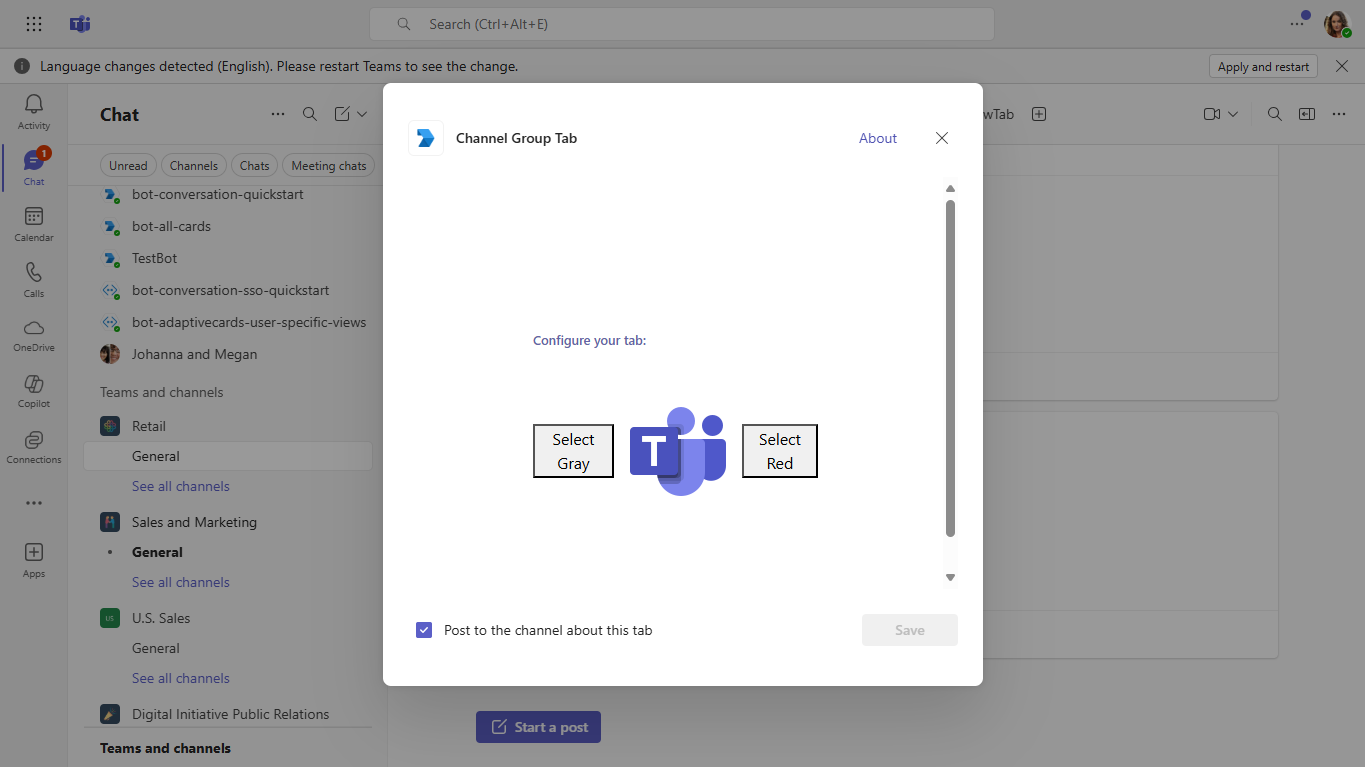 Search (Ctrl+Alt+E)
Language changes detected (English). Please restart Teams to see the change.
Apply and restart
Activity
1
Chat
Calendar
Calls
OneDrive
Copilot
Connections
Apps
Chat
Unread
Channels
Chats
Meeting chats
bot-conversation-quickstart
bot-all-cards
TestBot
bot-conversation-sso-quickstart
bot-adaptivecards-user-specific-views
Johanna and Megan
Teams and channels
Retail
General
See all channels
Sales and Marketing
General
See all channels
US
U.S. Sales
General
See all channels
Digital Initiative Public Relations
Teams and channels
wTab
Channel Group Tab
About
Configure your tab:
Select
Gray
T
Select
Red
Post to the channel about this tab
Save
Start a post